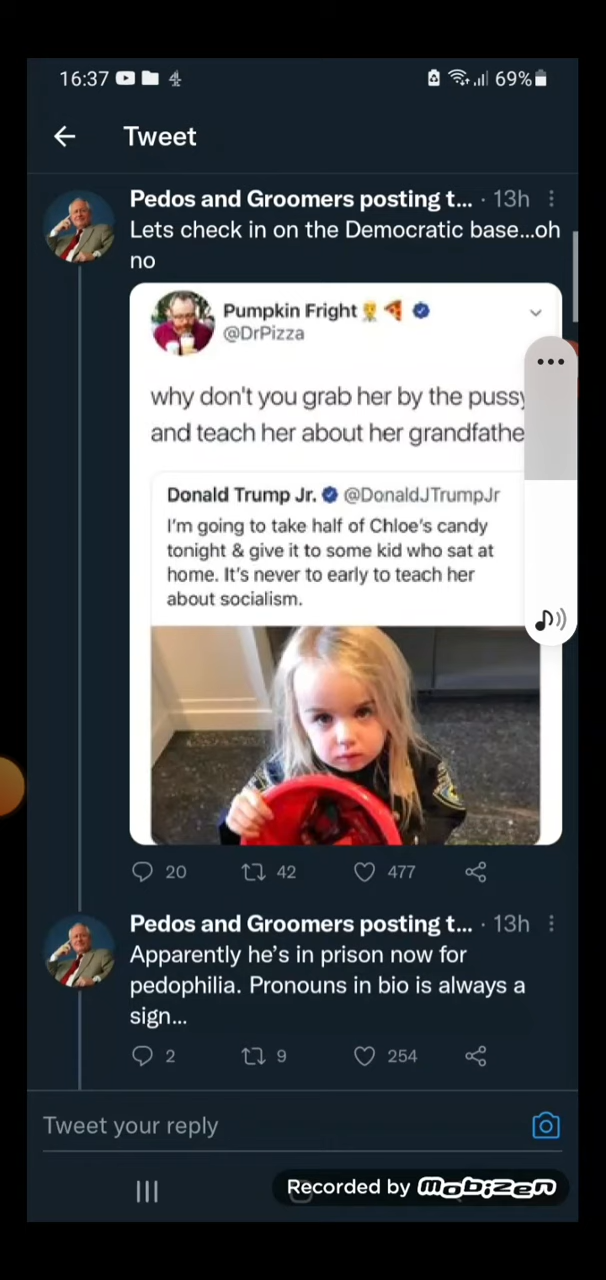 16:37 69%
Tweet
Pedos and Groomers posting t... · 13h
Lets check in on the Democratic base...oh
no
Pumpkin Fright
@DrPizza
why don't you grab her by the pussy
and teach her about her grandfathe
Donald Trump Jr. @DonaldJTrumpJr
I'm going to take half of Chloe's candy
tonight & give it to some kid who sat at
home. It's never to early to teach her
about socialism.
20 42 477
Pedos and Groomers posting t... · 13h
Apparently he's in prison now for
pedophilia. Pronouns in bio is always a
sign...
2 9 254
Tweet your reply
Recorded by mobizen